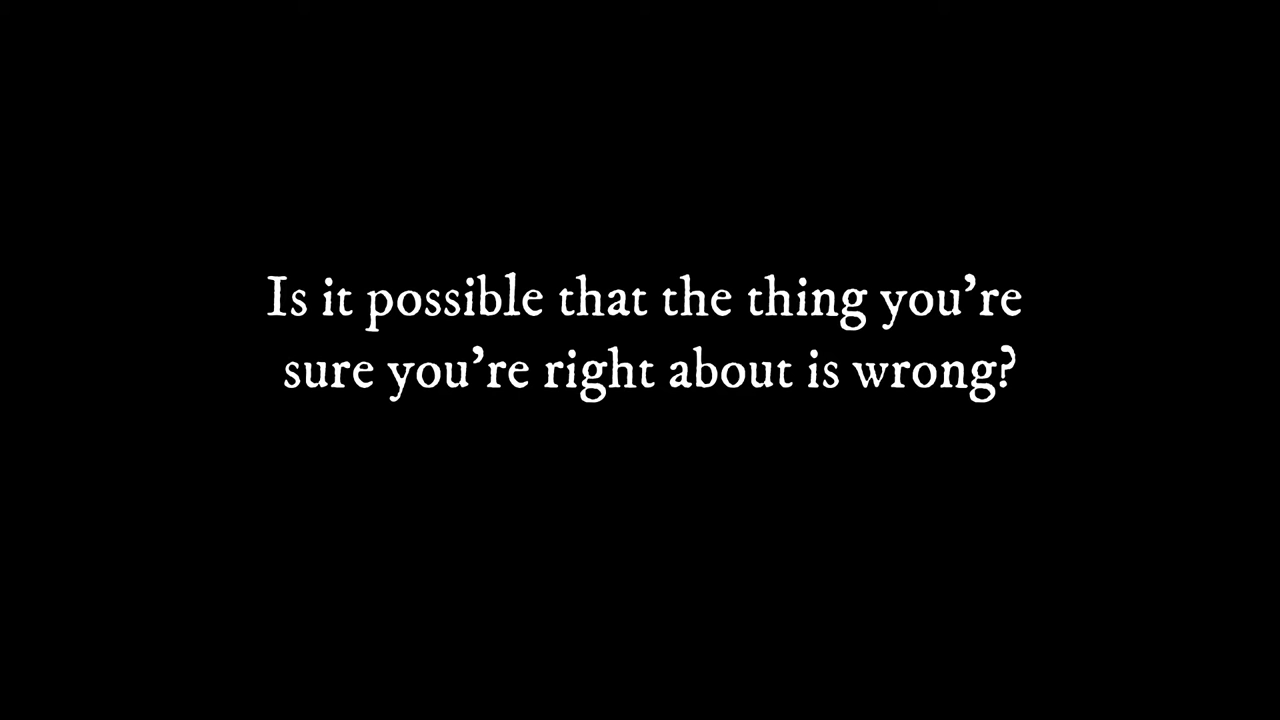 Is it possible that the thing you’re
sure you’re right about is wrong?